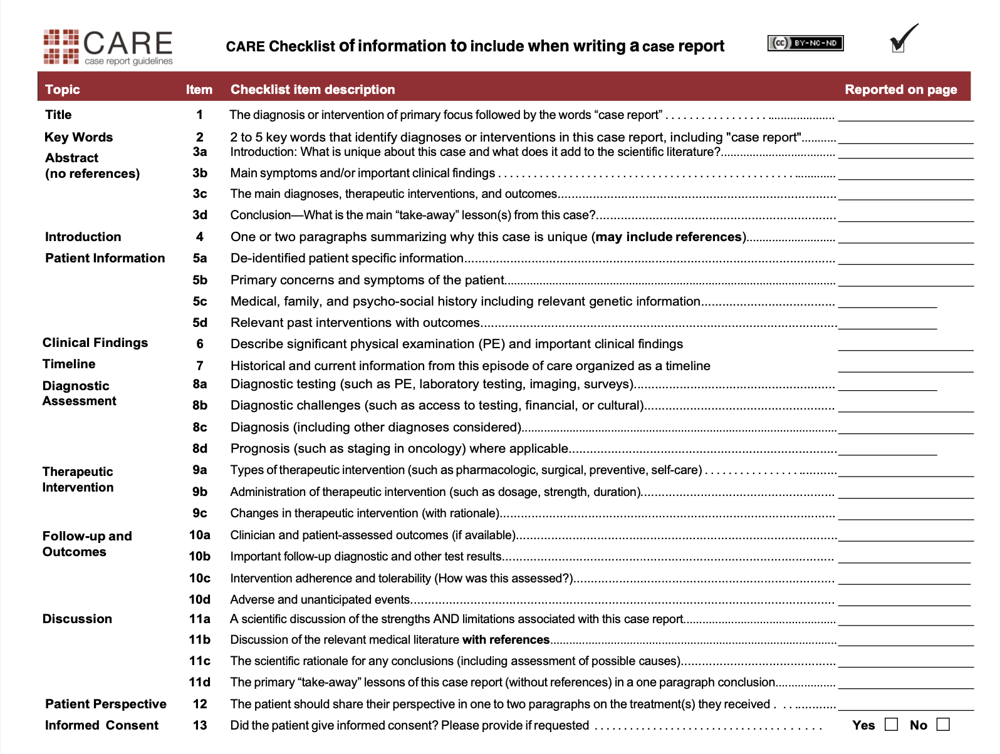 CARE
case report guidelines
CARE Checklist of information to include when writing a case report
(cc) BY-NC-ND
Topic Item Checklist item description Reported on page
Title 1 The diagnosis or intervention of primary focus followed by the words “case report” . . . . . . . . . . . . . . . . . ......................
Key Words 2 2 to 5 key words that identify diagnoses or interventions in this case report, including "case report"..........
Abstract
(no references)
3a Introduction: What is unique about this case and what does it add to the scientific literature?................................
3b Main symptoms and/or important clinical findings . . . . . . . . . . . . . . . . . . . . . . . . . . . . . . . . . . . . . . . . . . . . . . . . ............
3c The main diagnoses, therapeutic interventions, and outcomes..............................................................................
3d Conclusion—What is the main “take-away” lesson(s) from this case?..................................................................
Introduction 4 One or two paragraphs summarizing why this case is unique (may include references).........................
Patient Information 5a De-identified patient specific information......................................................................................................
5b Primary concerns and symptoms of the patient...........................................................................................
5c Medical, family, and psycho-social history including relevant genetic information.....................................
5d Relevant past interventions with outcomes..................................................................................................
Clinical Findings 6 Describe significant physical examination (PE) and important clinical findings
Timeline 7 Historical and current information from this episode of care organized as a timeline
Diagnostic
Assessment
8a Diagnostic testing (such as PE, laboratory testing, imaging, surveys).......................................................
8b Diagnostic challenges (such as access to testing, financial, or cultural)....................................................
8c Diagnosis (including other diagnoses considered)......................................................................................
8d Prognosis (such as staging in oncology) where applicable.........................................................................
Therapeutic
Intervention
9a Types of therapeutic intervention (such as pharmacologic, surgical, preventive, self-care) . . . . . . . . . . . . . . . . ...........
9b Administration of therapeutic intervention (such as dosage, strength, duration).....................................................
9c Changes in therapeutic intervention (with rationale)............................................................................................
Follow-up and
Outcomes
10a Clinician and patient-assessed outcomes (if available)........................................................................................
10b Important follow-up diagnostic and other test results...........................................................................................
10c Intervention adherence and tolerability (How was this assessed?)........................................................................
10d Adverse and unanticipated events.....................................................................................................................
Discussion 11a A scientific discussion of the strengths AND limitations associated with this case report..........................................
11b Discussion of the relevant medical literature with references..............................................................................
11c The scientific rationale for any conclusions (including assessment of possible causes)...........................................
11d The primary “take-away” lessons of this case report (without references) in a one paragraph conclusion.................
Patient Perspective 12 The patient should share their perspective in one to two paragraphs on the treatment(s) they received . . . ............
Informed Consent 13 Did the patient give informed consent? Please provide if requested . . . . . . . . . . . . . . . . . . . . . . . . . . . . . . . . . . . . . Yes ☐ No ☐